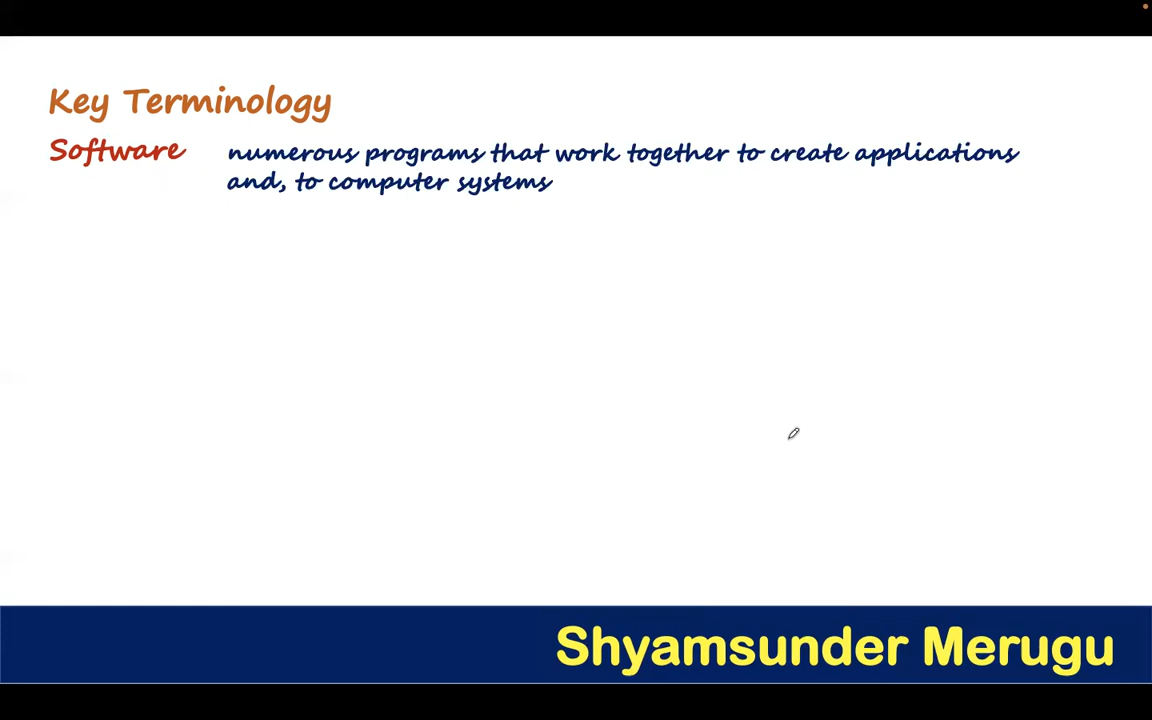 Key Terminology
Software numerous programs that work together to create applications
and, to computer systems
Shyamsunder Merugu